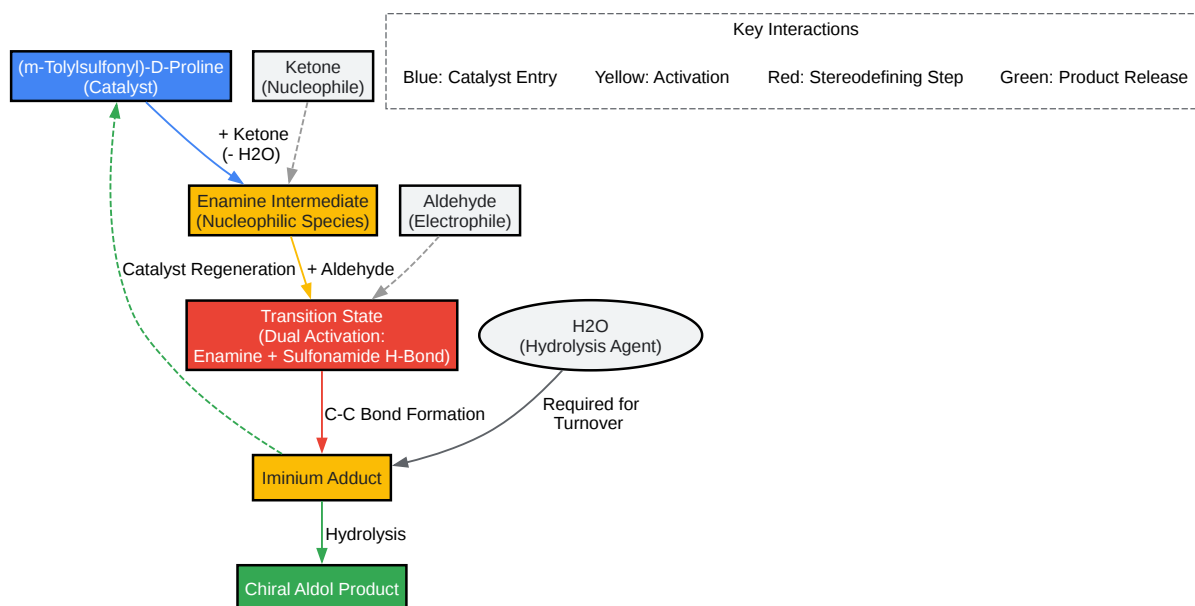 Key Interactions
Blue: Catalyst Entry
Yellow: Activation
Red: Stereodefining Step
Green: Product Release
(m-Tolylsulfonyl)-D-Proline
(Catalyst)
Ketone
(Nucleophile)
+ Ketone
(- H2O)
Enamine Intermediate
(Nucleophilic Species)
Aldehyde
(Electrophile)
Catalyst Regeneration
+ Aldehyde
Transition State
(Dual Activation:
Enamine + Sulfonamide H-Bond)
H2O
(Hydrolysis Agent)
C-C Bond Formation
Required for
Turnover
Iminium Adduct
Hydrolysis
Chiral Aldol Product